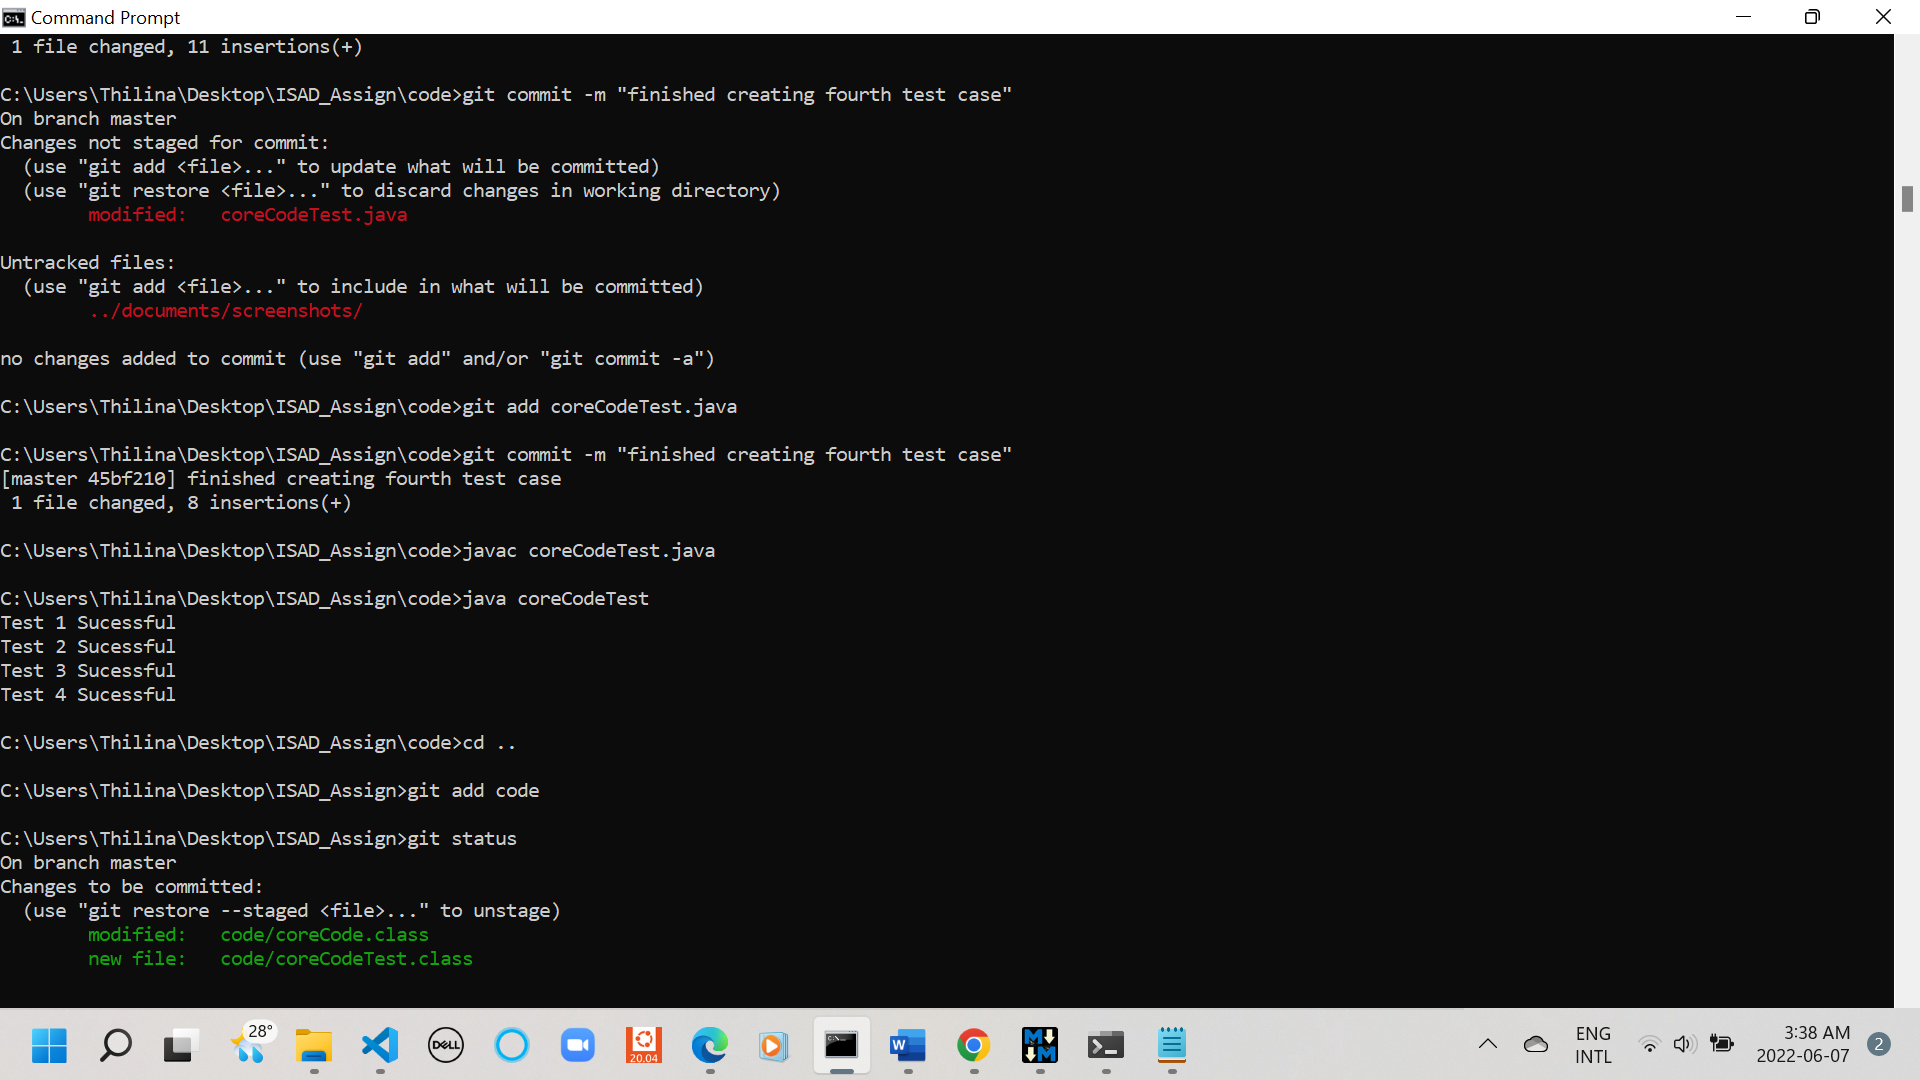 Command Prompt
1 file changed, 11 insertions(+)
C:\Users\Thilina\Desktop\ISAD_Assign\code>git commit -m "finished creating fourth test case"
On branch master
Changes not staged for commit:
(use "git add <file>..." to update what will be committed)
(use "git restore <file>..." to discard changes in working directory)
modified:   coreCodeTest.java
Untracked files:
(use "git add <file>..." to include in what will be committed)
../documents/screenshots/
no changes added to commit (use "git add" and/or "git commit -a")
C:\Users\Thilina\Desktop\ISAD_Assign\code>git add coreCodeTest.java
C:\Users\Thilina\Desktop\ISAD_Assign\code>git commit -m "finished creating fourth test case"
[master 45bf210] finished creating fourth test case
1 file changed, 8 insertions(+)
C:\Users\Thilina\Desktop\ISAD_Assign\code>javac coreCodeTest.java
C:\Users\Thilina\Desktop\ISAD_Assign\code>java coreCodeTest
Test 1 Sucessful
Test 2 Sucessful
Test 3 Sucessful
Test 4 Sucessful
C:\Users\Thilina\Desktop\ISAD_Assign\code>cd ..
C:\Users\Thilina\Desktop\ISAD_Assign>git add code
C:\Users\Thilina\Desktop\ISAD_Assign>git status
On branch master
Changes to be committed:
(use "git restore --staged <file>..." to unstage)
modified:   code/coreCode.class
new file:   code/coreCodeTest.class
28°
DELL
20.04
W
M M
ENG
INTL
3:38 AM
2022-06-07
2